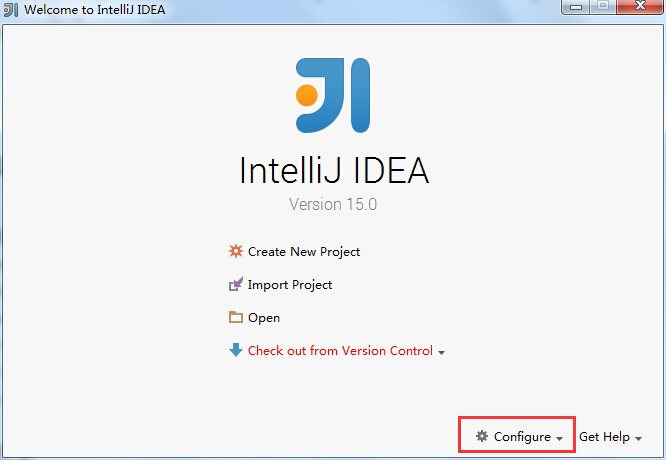 Welcome to IntelliJ IDEA
IntelliJ IDEA
Version 15.0
Create New Project
Import Project
Open
Check out from Version Control
Configure Get Help